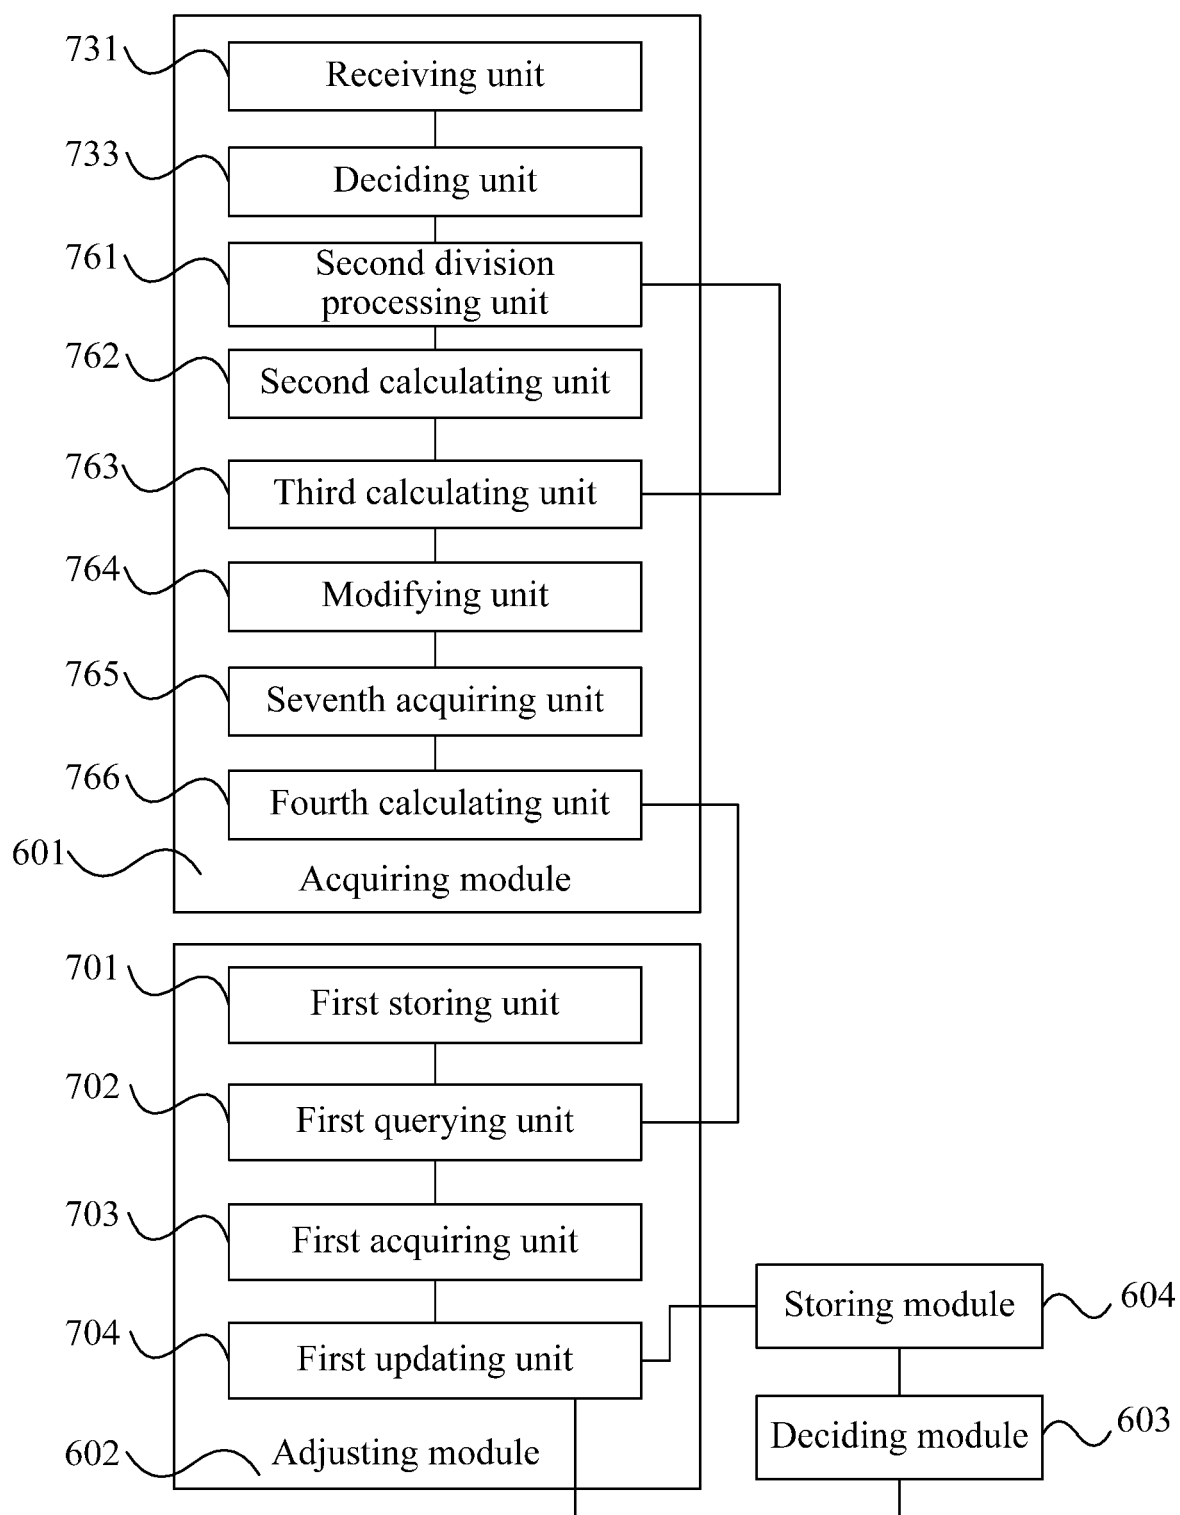 731
Receiving unit
733
Deciding unit
761
Second division
processing unit
762
Second calculating unit
763
Third calculating unit
764
Modifying unit
765
Seventh acquiring unit
766
Fourth calculating unit
601
Acquiring module
701
First storing unit
702
First querying unit
703
First acquiring unit
704
First updating unit
Storing module
604
Deciding module
603
602
Adjusting module